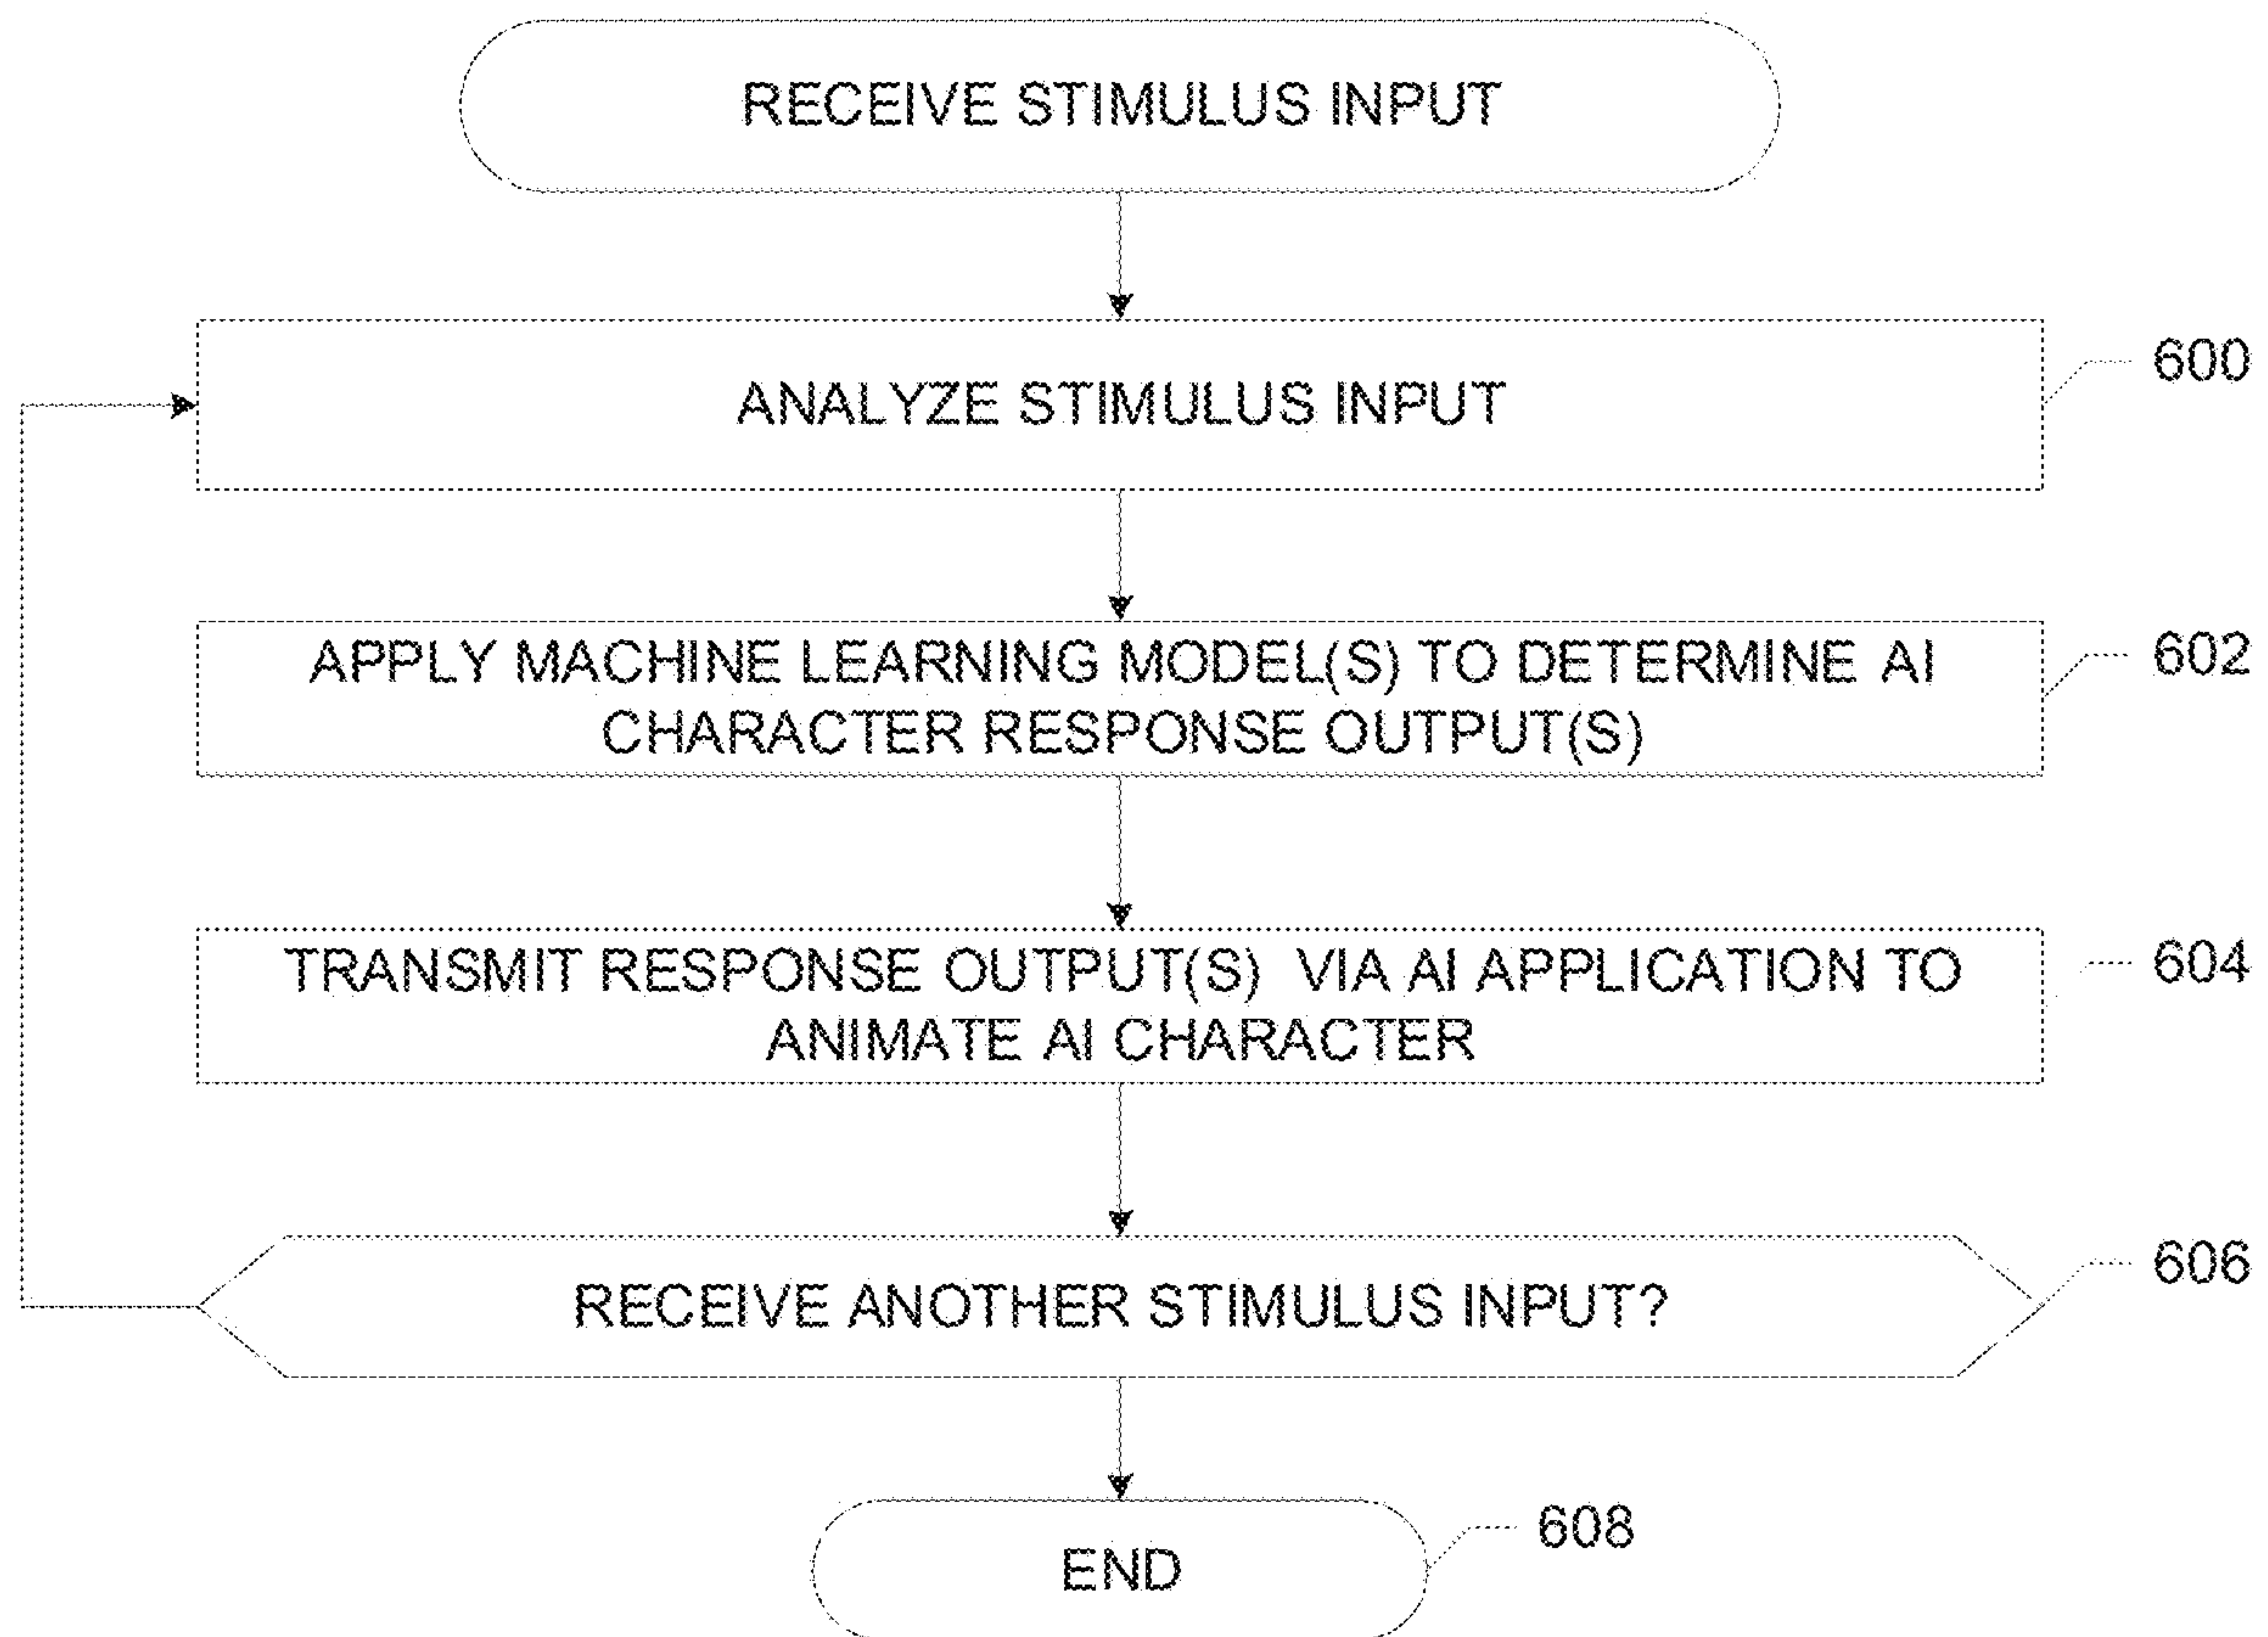 RECEIVE STIMULUS INPUT
ANALYZE STIMULUS INPUT
600
APPLY MACHINE LEARNING MODEL(S) TO DETERMINE AI
CHARACTER RESPONSE OUTPUT(S)
602
TRANSMIT RESPONSE OUTPUT(S) VIA AI APPLICATION TO
ANIMATE AI CHARACTER
604
RECEIVE ANOTHER STIMULUS INPUT?
606
END
608